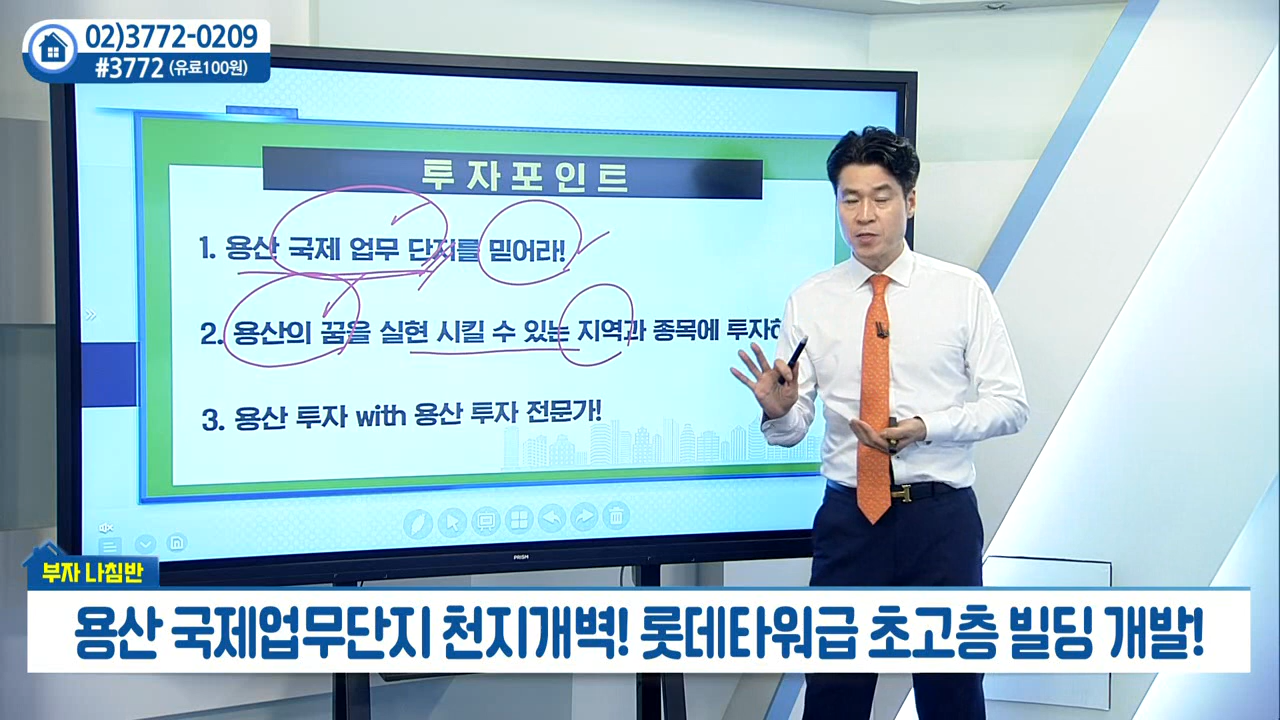 02)3772-0209
#3772 (유료100원)
투자포인트
1. 용산 국제 업무 단지를 믿어라!
2. 용산의 꿈을 실현 시킬 수 있는 지역과 종목에 투자하
3. 용산 투자 with 용산 투자 전문가!
PRISM
부자 나침반
용산 국제업무단지 천지개벽! 롯데타워급 초고층 빌딩 개발!